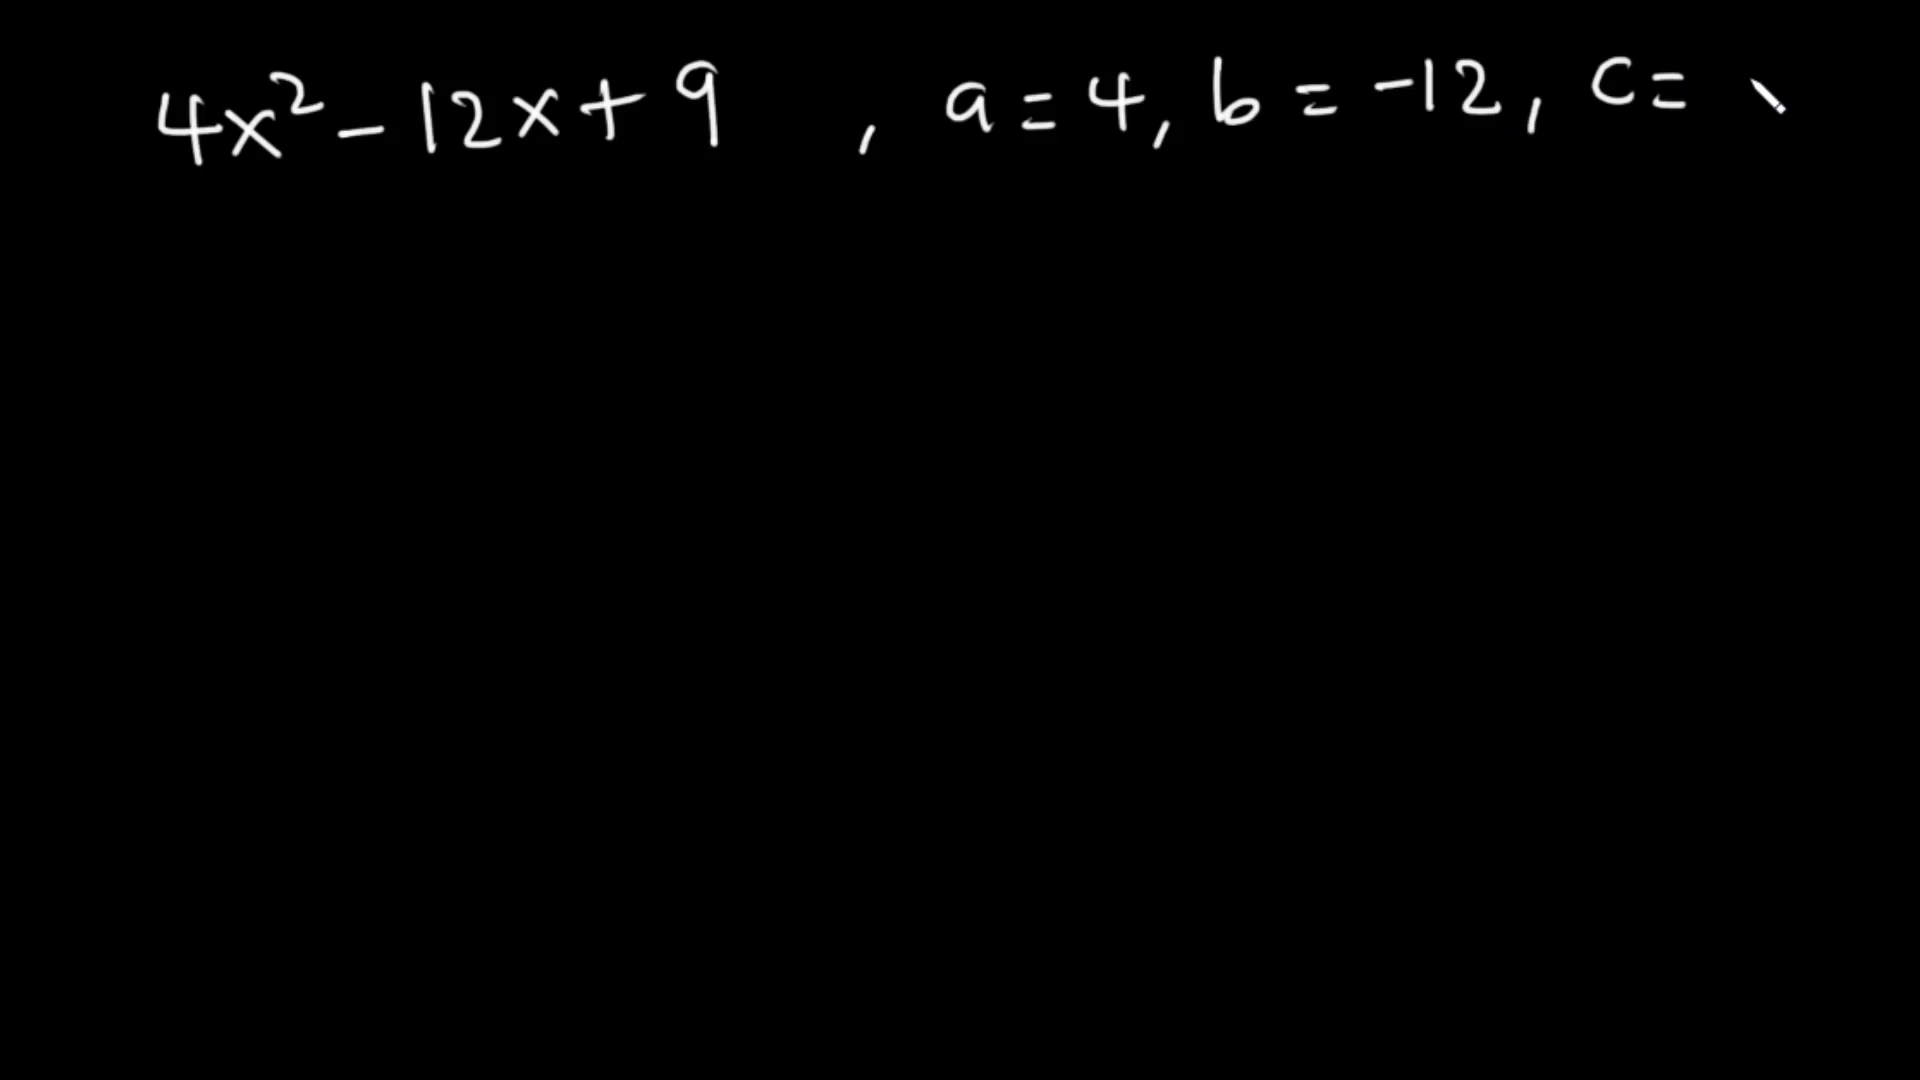 4x² - 12x + 9 , a = 4, b = -12, c =